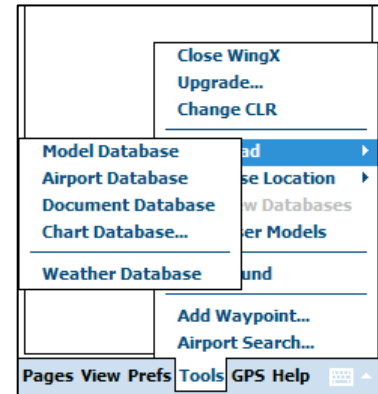 Close WingX
Upgrade...
Change CLR
Model Database
Airport Database
Document Database
Chart Database...
Weather Database
ad
se Location
w Databases
er Models
und
Add Waypoint...
Airport Search...
Pages View Prefs Tools GPS Help